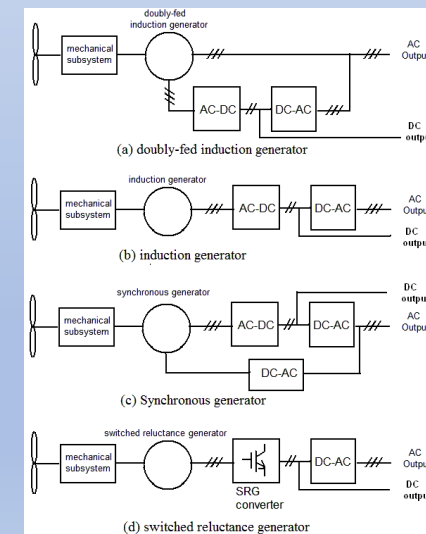 doubly-fed
induction generator
mechanical
subsystem
AC
Output
AC-DC
DC-AC
DC
output
(a) doubly-fed induction generator
induction generator
mechanical
subsystem
AC-DC
DC-AC
AC
Output
DC
output
(b) induction generator
DC
output
synchronous generator
mechanical
subsystem
AC-DC
DC-AC
AC
Output
DC-AC
(c) Synchronous generator
switched reluctance generator
mechanical
subsystem
DC-AC
AC
Output
SRG
converter
DC
output
(d) switched reluctance generator